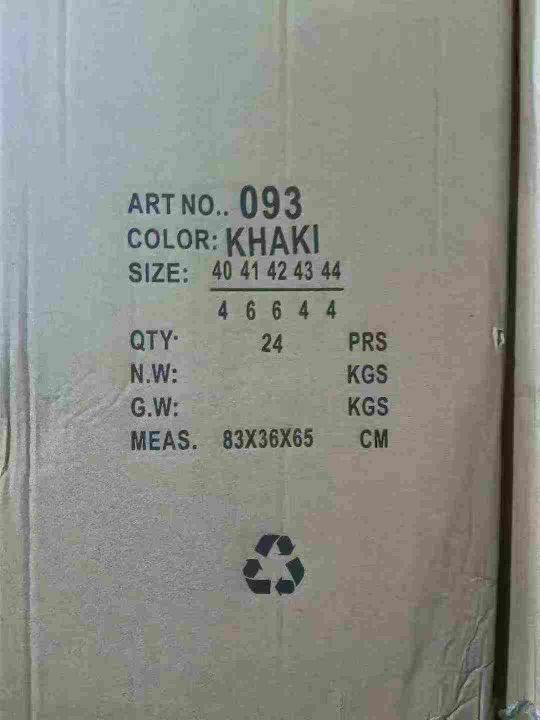 ART NO.. 093
COLOR: KHAKI
SIZE: 40 41 42 43 44
4 6 6 4 4
QTY· 24 PRS
N.W: KGS
G.W: KGS
MEAS. 83X36X65 CM